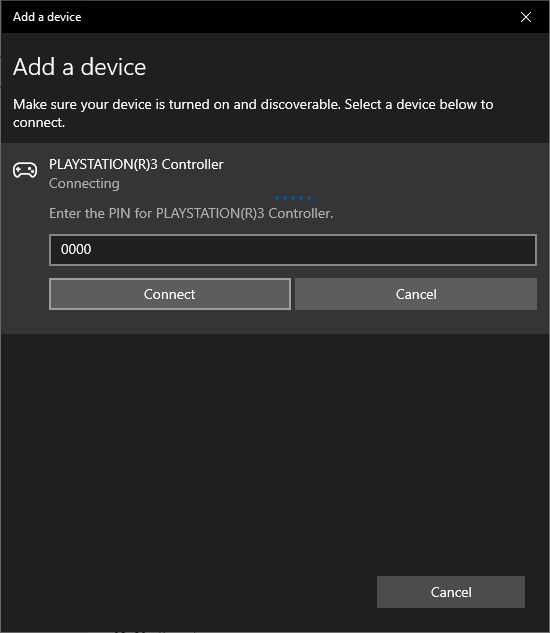 Add a device
Add a device
Make sure your device is turned on and discoverable. Select a device below to
connect.
PLAYSTATION(R)3 Controller
Connecting
Enter the PIN for PLAYSTATION(R)3 Controller.
0000
Connect
Cancel
Cancel